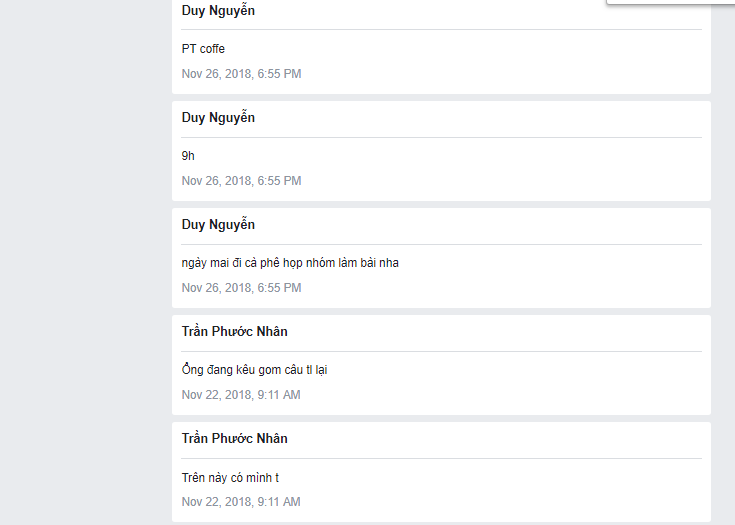 Duy Nguyễn
PT coffe
Nov 26, 2018, 6:55 PM
Duy Nguyễn
9h
Nov 26, 2018, 6:55 PM
Duy Nguyễn
ngày mai đi cà phê họp nhóm làm bài nha
Nov 26, 2018, 6:55 PM
Trần Phước Nhân
Ổng đang kêu gom câu tl lại
Nov 22, 2018, 9:11 AM
Trần Phước Nhân
Trên này có mình t
Nov 22, 2018, 9:11 AM